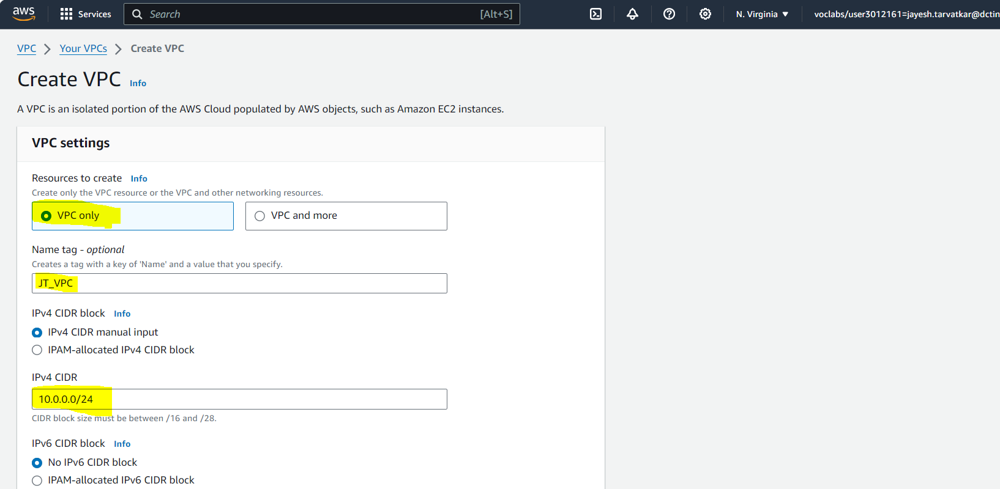 aws Services Search [Alt+S] N. Virginia ▼ voclabs/user3012161=jayesh.tarvatkar@dctin
VPC > Your VPCs > Create VPC
Create VPC Info
A VPC is an isolated portion of the AWS Cloud populated by AWS objects, such as Amazon EC2 instances.
VPC settings
Resources to create Info
Create only the VPC resource or the VPC and other networking resources.
VPC only VPC and more
Name tag - optional
Creates a tag with a key of 'Name' and a value that you specify.
JT_VPC
IPv4 CIDR block Info
IPv4 CIDR manual input
IPAM-allocated IPv4 CIDR block
IPv4 CIDR
10.0.0.0/24
CIDR block size must be between /16 and /28.
IPv6 CIDR block Info
No IPv6 CIDR block
IPAM-allocated IPv6 CIDR block